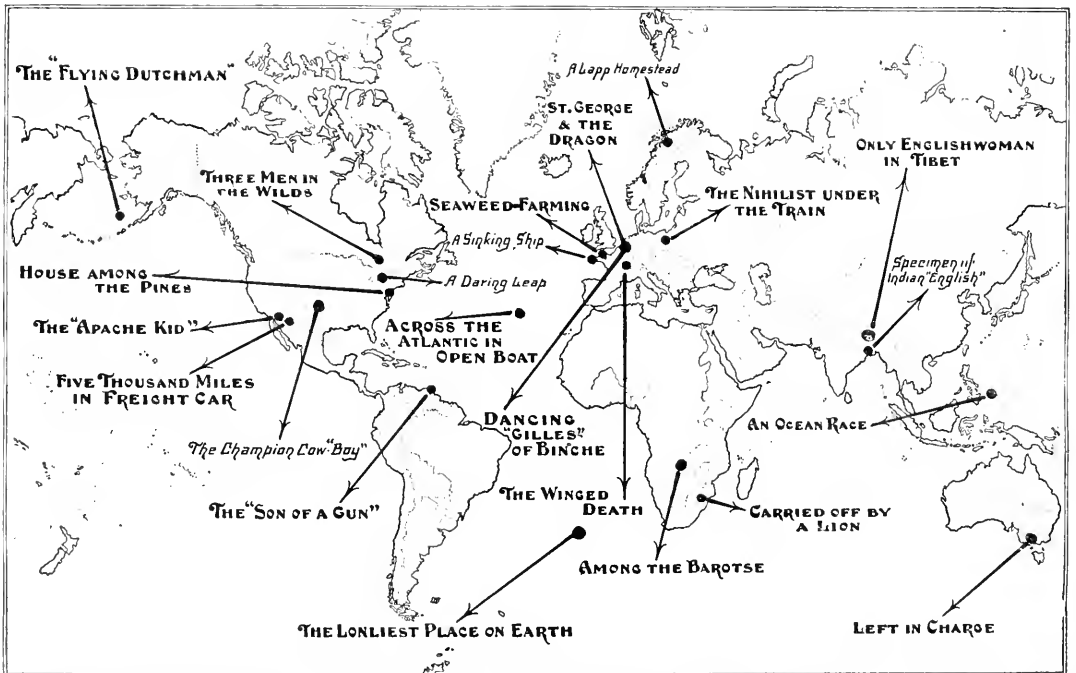 THE "FLYING DUTCHMAN"
A Lapp Homestead
ST. GEORGE
& THE
DRAGON
ONLY ENGLISHWOMAN
IN TIBET
THREE MEN IN
THE WILDS
SEAWEED-FARMING
THE NIHILIST UNDER
THE TRAIN
A Sinking Ship
Specimen of
Indian "English"
HOUSE AMONG
THE PINES
A Daring Leap
THE "APACHE KID"
ACROSS THE
ATLANTIC IN
OPEN BOAT
FIVE THOUSAND MILES
IN FREIGHT CAR
DANCING
"GILLES"
OF BINCHE
AN OCEAN RACE
The Champion Cow-Boy"
THE "SON OF A GUN"
THE WINGED
DEATH
CARRIED OFF BY
A LION
AMONG THE BAROTSE
THE LONLIEST PLACE ON EARTH
LEFT IN CHARGE